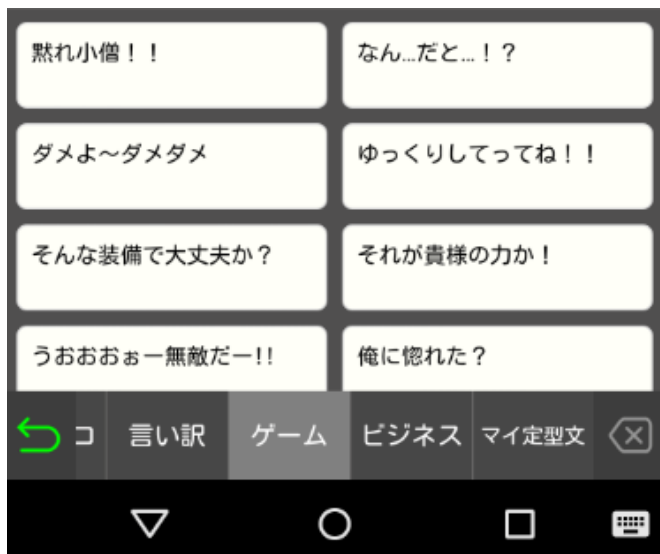 黙れ小僧！！
なん…だと…！？
ダメよ～ダメダメ
ゆっくりしてってね！！
そんな装備で大丈夫か？
それが貴様の力か！
うおおおぉー無敵だー!!
俺に惚れた？
コ
言い訳
ゲーム
ビジネス
マイ定型文